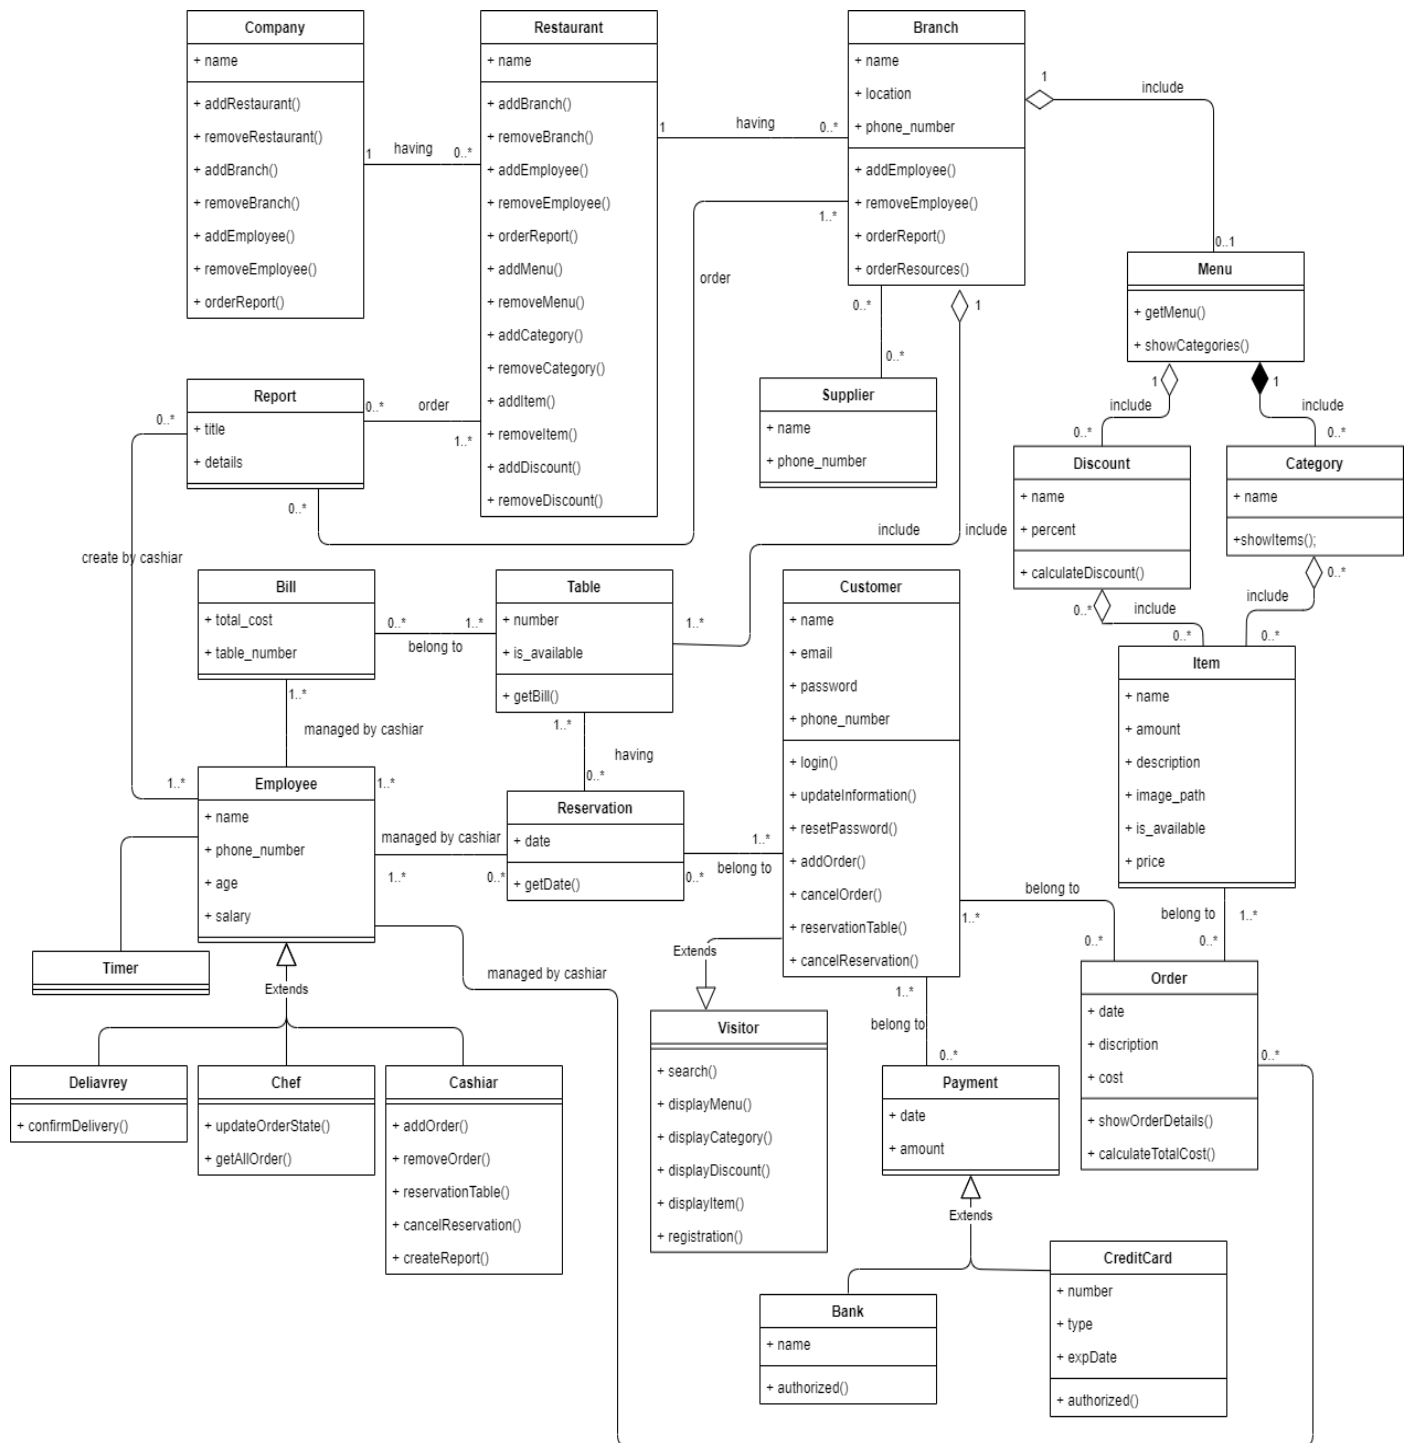 Company
+ name
+ addRestaurant()
+ removeRestaurant()
+ addBranch()
+ removeBranch()
+ addEmployee()
+ removeEmployee()
+ orderReport()
1
having
0..*
Restaurant
+ name
+ addBranch()
+ removeBranch()
+ addEmployee()
+ removeEmployee()
+ orderReport()
+ addMenu()
+ removeMenu()
+ addCategory()
+ removeCategory()
+ addItem()
+ removeItem()
+ addDiscount()
+ removeDiscount()
1
having
0..*
Branch
+ name
+ location
+ phone_number
+ addEmployee()
+ removeEmployee()
+ orderReport()
+ orderResources()
1
include
0..1
1..*
order
0..*
0..*
1
Menu
+ getMenu()
+ showCategories()
1
1
include
include
0..*
0..*
Report
+ title
+ details
0..*
0..*
order
1..*
0..*
Supplier
+ name
+ phone_number
include
include
Discount
+ name
+ percent
+ calculateDiscount()
Category
+ name
+showItems();
0..*
0..*
include
include
0..*
0..*
create by cashiar
Bill
+ total_cost
+ table_number
0..*
1..*
belong to
Table
+ number
+ is_available
+ getBill()
1..*
1..*
1..*
managed by cashiar
having
0..*
Customer
+ name
+ email
+ password
+ phone_number
+ login()
+ updateInformation()
+ resetPassword()
+ addOrder()
+ cancelOrder()
+ reservationTable()
+ cancelReservation()
Item
+ name
+ amount
+ description
+ image_path
+ is_available
+ price
1..*
1..*
Employee
+ name
+ phone_number
+ age
+ salary
managed by cashiar
1..*
0..*
Reservation
+ date
+ getDate()
1..*
belong to
0..*
belong to
1..*
0..*
belong to
1..*
0..*
Timer
Extends
managed by cashiar
Extends
1..*
belong to
0..*
Order
+ date
+ discription
+ cost
+ showOrderDetails()
+ calculateTotalCost()
0..*
Deliavrey
+ confirmDelivery()
Chef
+ updateOrderState()
+ getAllOrder()
Cashiar
+ addOrder()
+ removeOrder()
+ reservationTable()
+ cancelReservation()
+ createReport()
Visitor
+ search()
+ displayMenu()
+ displayCategory()
+ displayDiscount()
+ displayItem()
+ registration()
Payment
+ date
+ amount
Extends
Bank
+ name
+ authorized()
CreditCard
+ number
+ type
+ expDate
+ authorized()